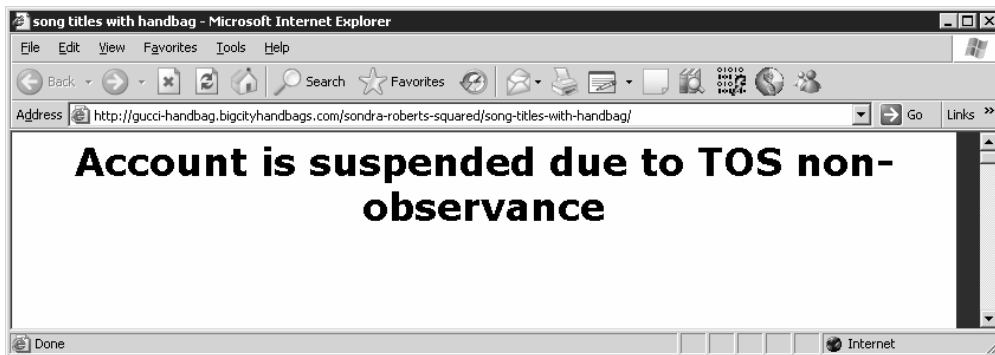 song titles with handbag - Microsoft Internet Explorer
File Edit View Favorites Tools Help
Back Search Favorites
Address http://gucci-handbag.bigcityhandbags.com/sondra-roberts-squared/song-titles-with-handbag/ Go Links »
Account is suspended due to TOS non-
observance
Done Internet